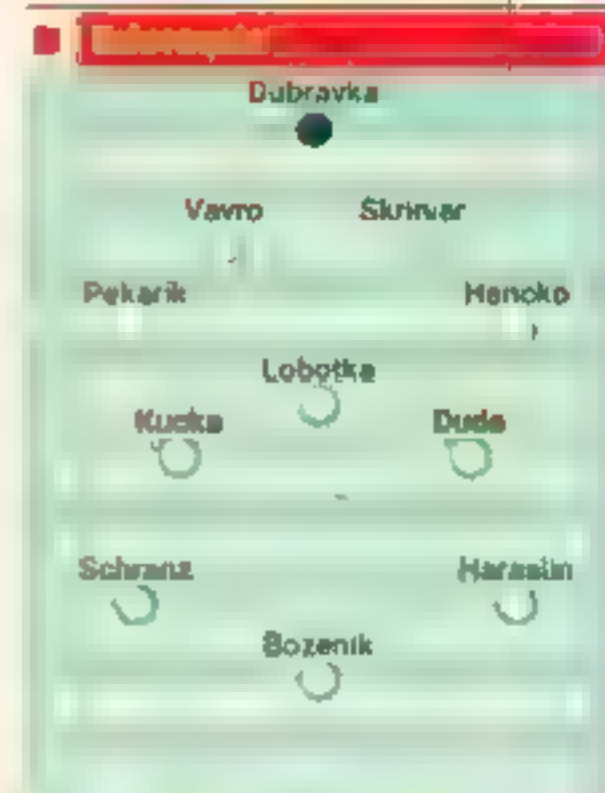 Dubravka
Vavro Skriniar
Pekarik Hancko
Lobotka
Kucka Duda
Schranz Haraslin
Bozenik